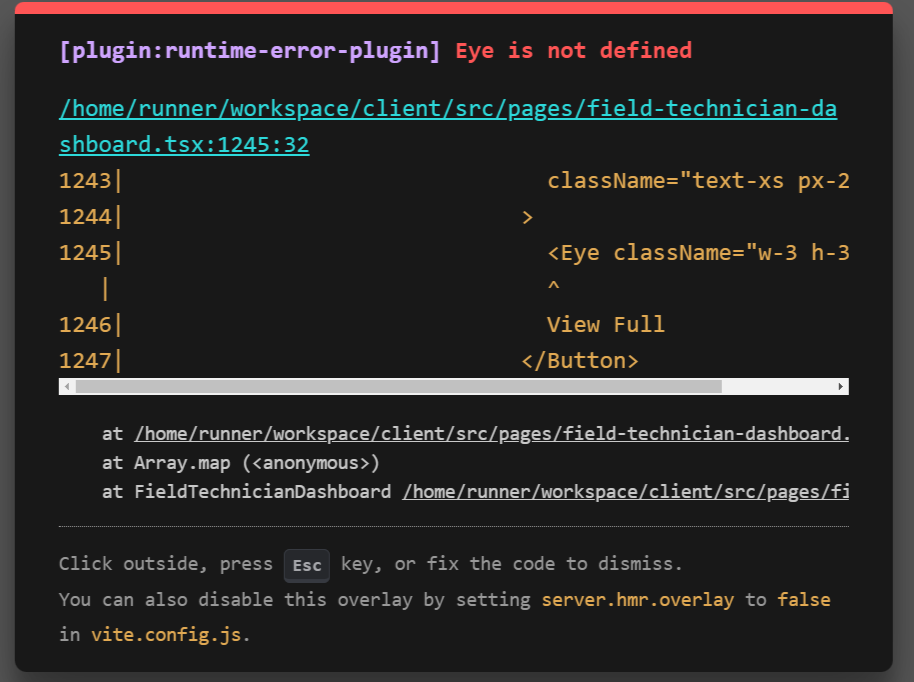 [plugin:runtime-error-plugin] Eye is not defined
/home/runner/workspace/client/src/pages/field-technician-da
shboard.tsx:1245:32
1243|                                className="text-xs px-2
1244|                              >
1245|                                <Eye className="w-3 h-3
|                                ^
1246|                                View Full
1247|                              </Button>
at /home/runner/workspace/client/src/pages/field-technician-dashboard.
at Array.map (<anonymous>)
at FieldTechnicianDashboard /home/runner/workspace/client/src/pages/fi
Click outside, press Esc key, or fix the code to dismiss.
You can also disable this overlay by setting server.hmr.overlay to false
in vite.config.js.